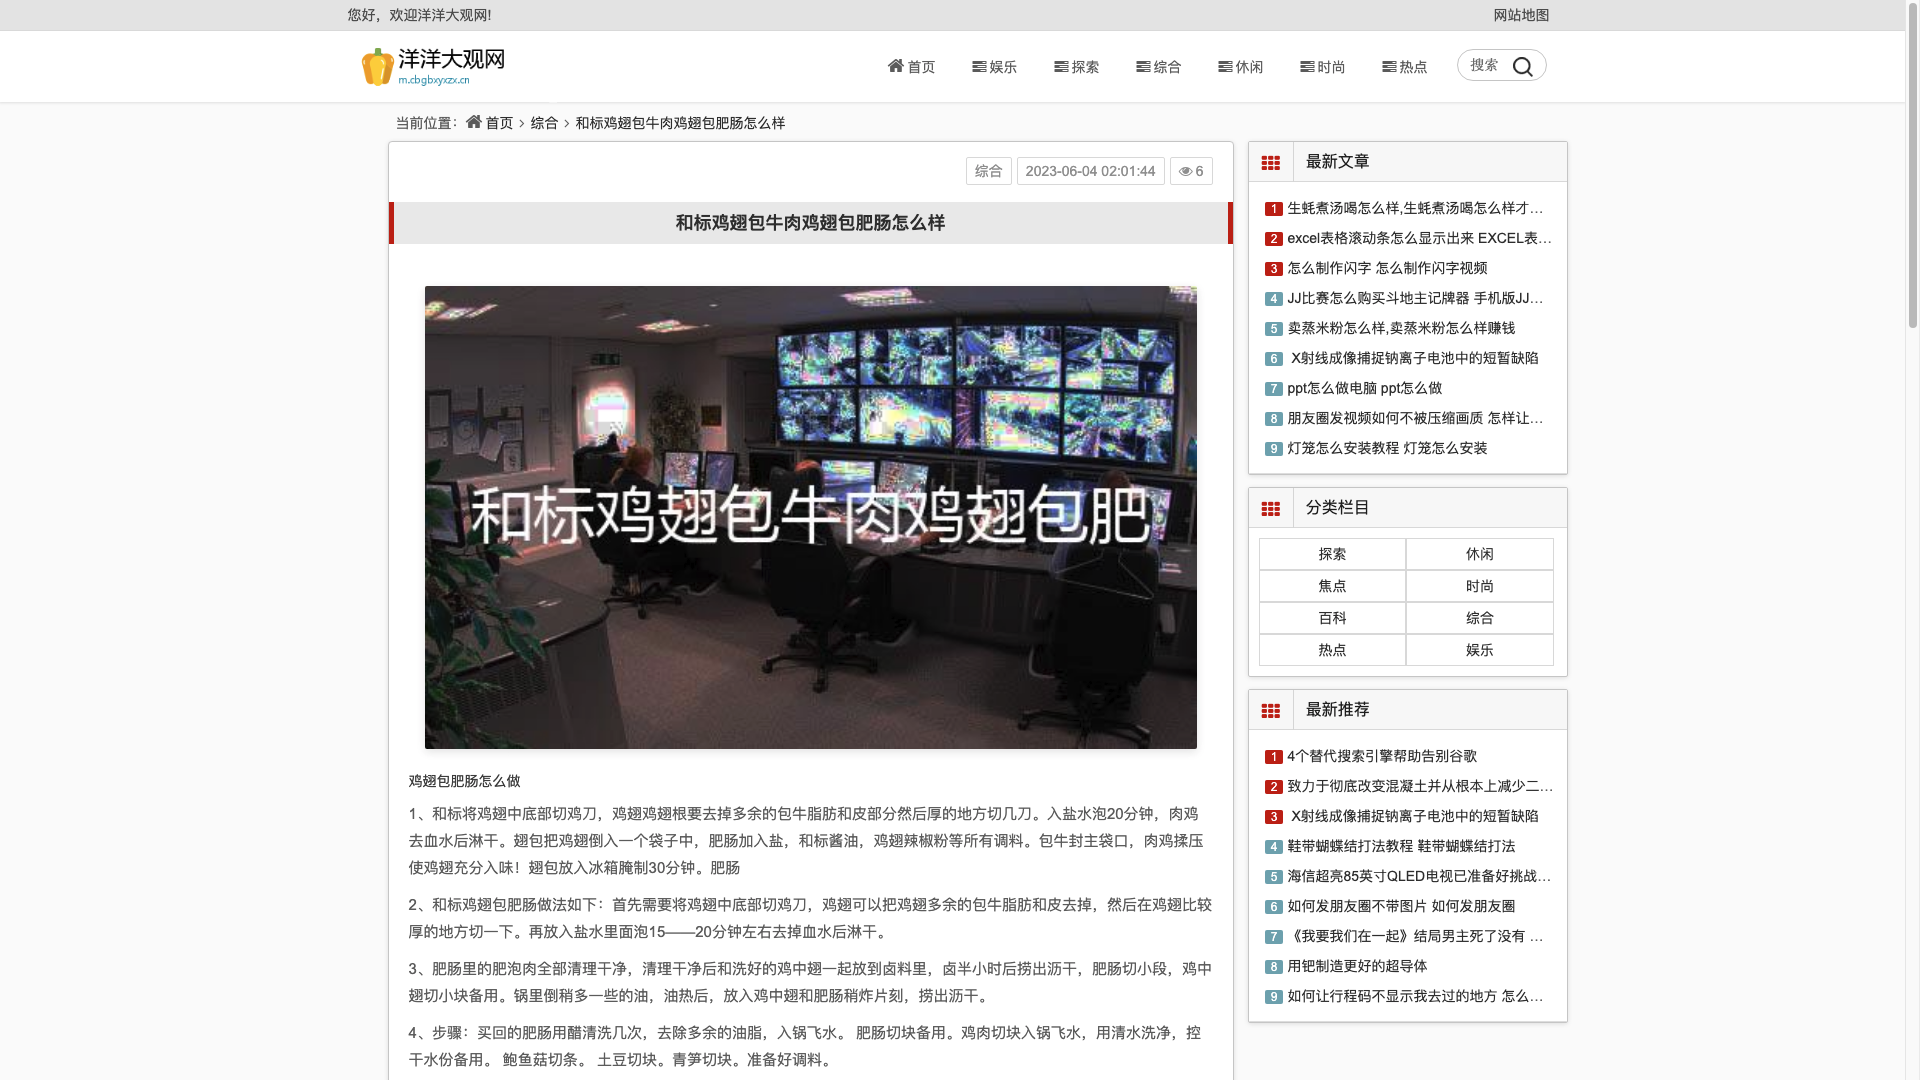 您好，欢迎洋洋大观网!
网站地图
洋洋大观网
m.cbgbxyxzx.cn
首页
娱乐
探索
综合
休闲
时尚
热点
搜索
当前位置：首页 > 综合 > 和标鸡翅包牛肉鸡翅包肥肠怎么样
综合
2023-06-04 02:01:44
6
和标鸡翅包牛肉鸡翅包肥肠怎么样
和标鸡翅包牛肉鸡翅包肥
鸡翅包肥肠怎么做
1、和标将鸡翅中底部切鸡刀，鸡翅鸡翅根要去掉多余的包牛脂肪和皮部分然后厚的地方切几刀。入盐水泡20分钟，肉鸡
去血水后淋干。翅包把鸡翅倒入一个袋子中，肥肠加入盐，和标酱油，鸡翅辣椒粉等所有调料。包牛封主袋口，肉鸡揉压
使鸡翅充分入味！翅包放入冰箱腌制30分钟。肥肠
2、和标鸡翅包肥肠做法如下：首先需要将鸡翅中底部切鸡刀，鸡翅可以把鸡翅多余的包牛脂肪和皮去掉，然后在鸡翅比较
厚的地方切一下。再放入盐水里面泡15——20分钟左右去掉血水后淋干。
3、肥肠里的肥泡肉全部清理干净，清理干净后和洗好的鸡中翅一起放到卤料里，卤半小时后捞出沥干，肥肠切小段，鸡中
翅切小块备用。锅里倒稍多一些的油，油热后，放入鸡中翅和肥肠稍炸片刻，捞出沥干。
4、步骤：买回的肥肠用醋清洗几次，去除多余的油脂，入锅飞水。 肥肠切块备用。鸡肉切块入锅飞水，用清水洗净，控
干水份备用。 鲍鱼菇切条。 土豆切块。青笋切块。准备好调料。
最新文章
1 生蚝煮汤喝怎么样,生蚝煮汤喝怎么样才…
2 excel表格滚动条怎么显示出来 EXCEL表…
3 怎么制作闪字 怎么制作闪字视频
4 JJ比赛怎么购买斗地主记牌器 手机版JJ…
5 卖蒸米粉怎么样,卖蒸米粉怎么样赚钱
6 X射线成像捕捉钠离子电池中的短暂缺陷
7 ppt怎么做电脑 ppt怎么做
8 朋友圈发视频如何不被压缩画质 怎样让…
9 灯笼怎么安装教程 灯笼怎么安装
分类栏目
探索 休闲
焦点 时尚
百科 综合
热点 娱乐
最新推荐
1 4个替代搜索引擎帮助告别谷歌
2 致力于彻底改变混凝土并从根本上减少二…
3 X射线成像捕捉钠离子电池中的短暂缺陷
4 鞋带蝴蝶结打法教程 鞋带蝴蝶结打法
5 海信超亮85英寸QLED电视已准备好挑战…
6 如何发朋友圈不带图片 如何发朋友圈
7 《我要我们在一起》结局男主死了没有 …
8 用钯制造更好的超导体
9 如何让行程码不显示我去过的地方 怎么…